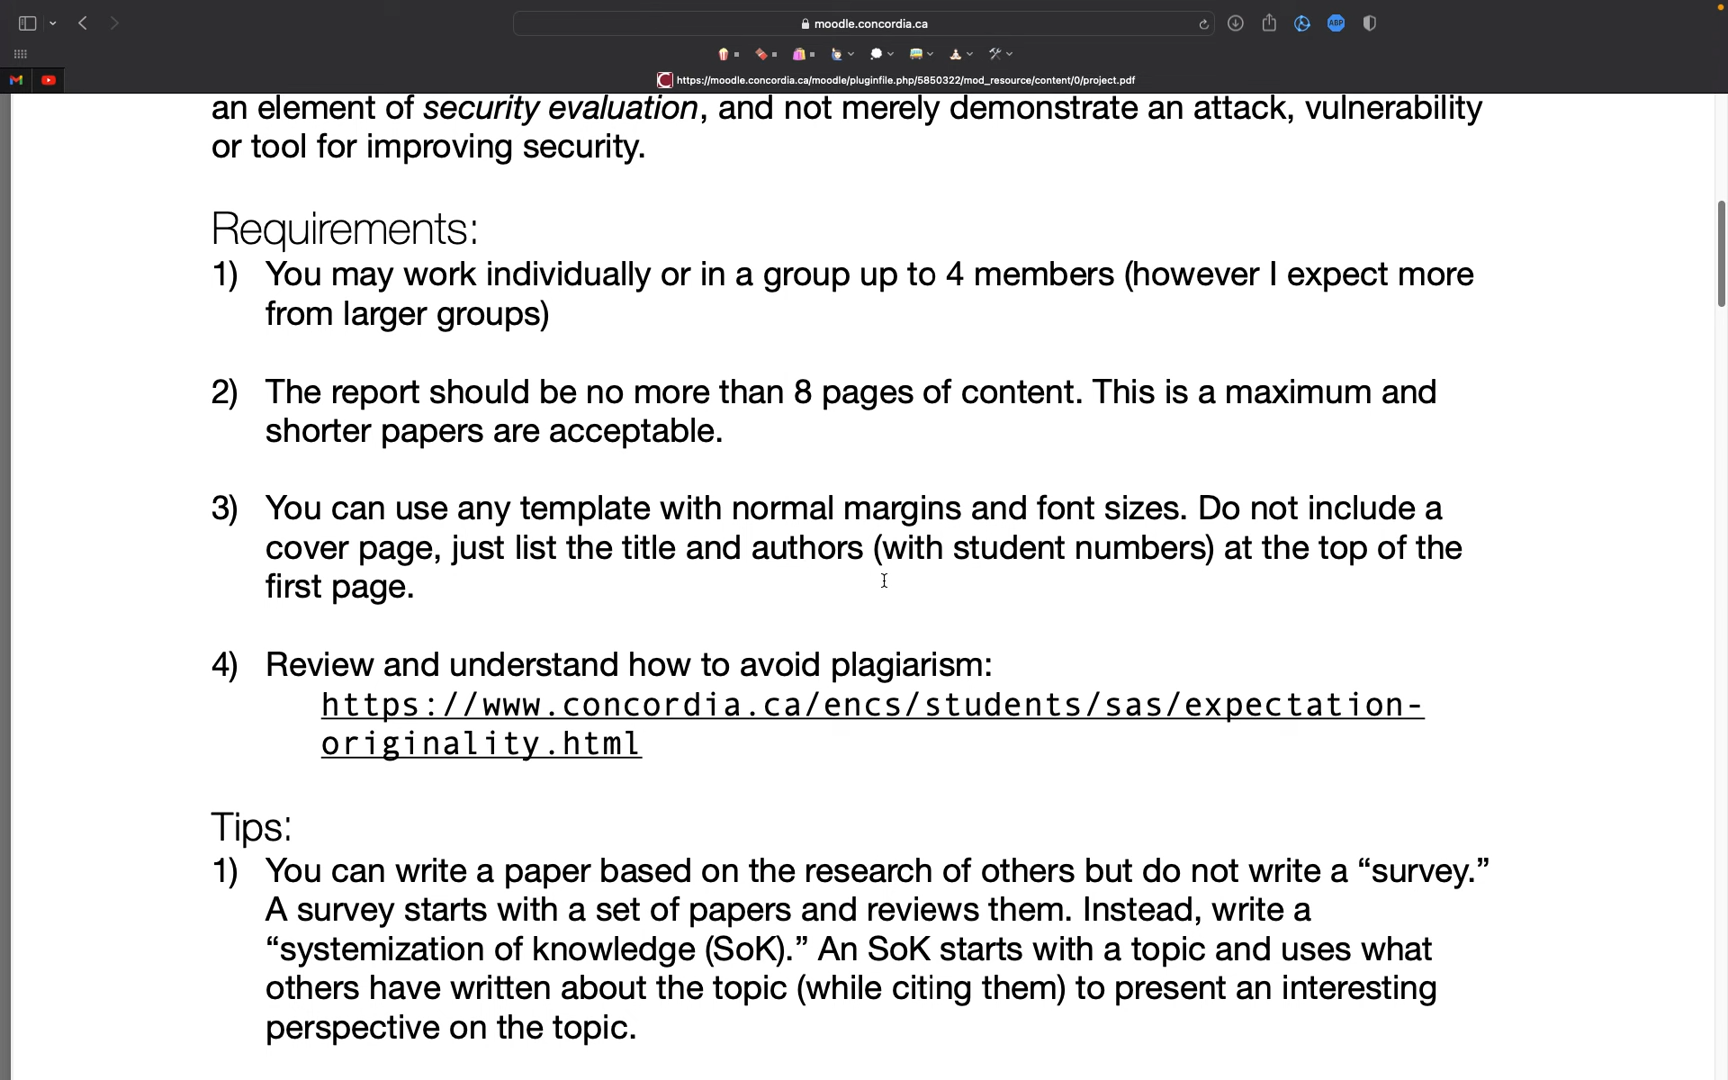 moodle.concordia.ca
ABP
https://moodle.concordia.ca/moodle/pluginfile.php/5850322/mod_resource/content/0/project.pdf
an element of security evaluation, and not merely demonstrate an attack, vulnerability
or tool for improving security.
Requirements:
1) You may work individually or in a group up to 4 members (however I expect more
from larger groups)
2) The report should be no more than 8 pages of content. This is a maximum and
shorter papers are acceptable.
3) You can use any template with normal margins and font sizes. Do not include a
cover page, just list the title and authors (with student numbers) at the top of the
first page.
4) Review and understand how to avoid plagiarism:
https://www.concordia.ca/encs/students/sas/expectation-
originality.html
Tips:
1) You can write a paper based on the research of others but do not write a “survey.”
A survey starts with a set of papers and reviews them. Instead, write a
“systemization of knowledge (SoK).” An SoK starts with a topic and uses what
others have written about the topic (while citing them) to present an interesting
perspective on the topic.